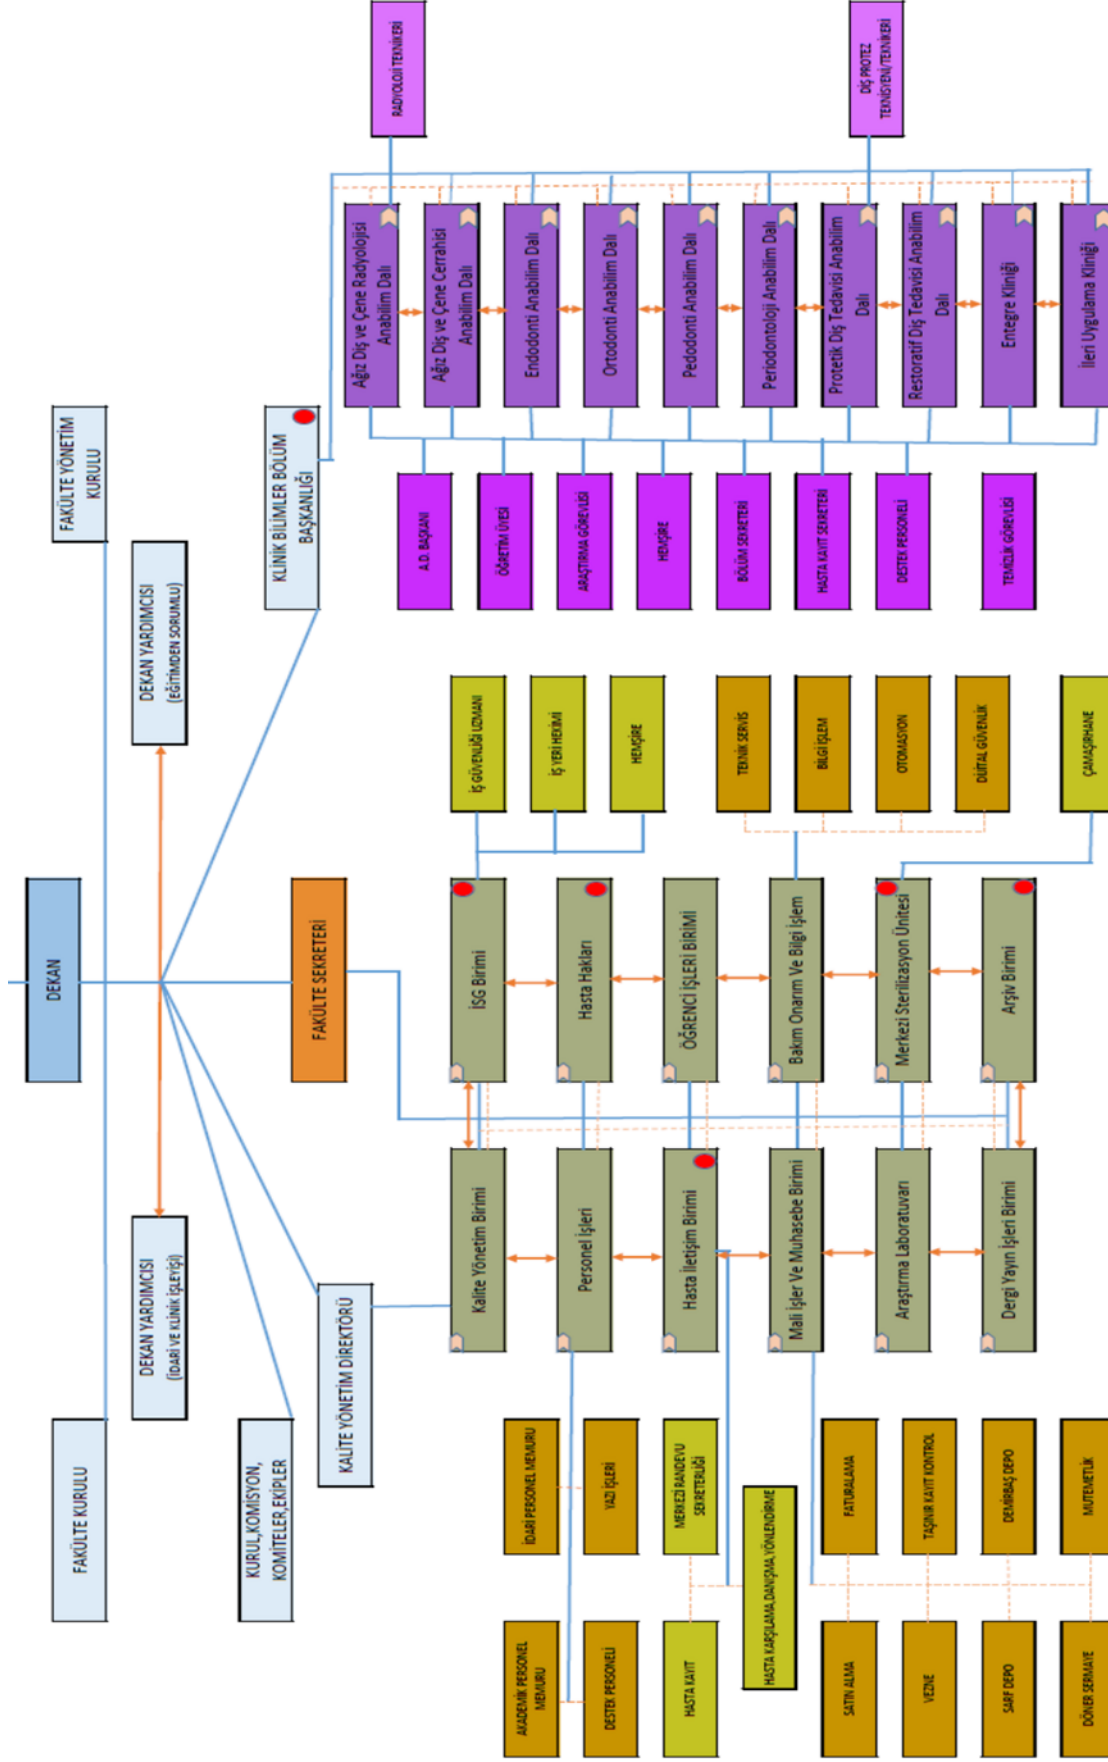 DEKAN
FAKÜLTE KURULU
FAKÜLTE YÖNETİM
KURULU
DEKAN YARDIMCISI
(İDARİ VE KLİNİK İŞLEYİŞİ)
DEKAN YARDIMCISI
(EĞİTİMDEN SORUMLU)
KURUL,KOMİSYON,
KOMİTELER,EKİPLER
KALİTE YÖNETİM DİREKTÖRÜ
FAKÜLTE SEKRETERİ
KLİNİK BİLİMLER BÖLÜM
BAŞKANLIĞI
Kalite Yönetim Birimi
Personel İşleri
Hasta İletişim Birimi
Mali İşler Ve Muhasebe Birimi
Araştırma Laboratuvarı
Dergi Yayın İşleri Birimi
İSG Birimi
Hasta Hakları
ÖĞRENCİ İŞLERİ BİRİMİ
Bakım Onarım Ve Bilgi İşlem
Merkezi Sterilizasyon Ünitesi
Arşiv Birimi
AKADEMİK PERSONEL
MEMURU
DESTEK PERSONELİ
İDARİ PERSONEL MEMURU
YAZI İŞLERİ
HASTA KAYIT
MERKEZİ RANDEVU
SEKRETERLİĞİ
HASTA KARŞILAMA,DANIŞMA,YÖNLENDİRME
SATIN ALMA
VEZNE
SARF DEPO
DÖNER SERMAYE
FATURALAMA
TAŞINIR KAYIT KONTROL
DEMİRBAŞ DEPO
MUTEMETLİK
İŞ GÜVENLİĞİ UZMANI
İŞ YERİ HEKİMİ
HEMŞİRE
TEKNİK SERVİS
BİLGİ İŞLEM
OTOMASYON
DİJİTAL GÜVENLİK
ÇAMAŞIRHANE
A.D. BAŞKANI
ÖĞRETİM ÜYESİ
ARAŞTIRMA GÖREVLİSİ
HEMŞİRE
BÖLÜM SEKRETERİ
HASTA KAYIT SEKRETERİ
DESTEK PERSONELİ
TEMİZLİK GÖREVLİSİ
Ağız Diş ve Çene Radyolojisi
Anabilim Dalı
Ağız Diş ve Çene Cerrahisi
Anabilim Dalı
Endodonti Anabilim Dalı
Ortodonti Anabilim Dalı
Pedodonti Anabilim Dalı
Periodontoloji Anabilim Dalı
Protetik Diş Tedavisi Anabilim
Dalı
Restoratif Diş Tedavisi Anabilim
Dalı
Entegre Kliniği
İleri Uygulama Kliniği
RADYOLOJİ TEKNİKERİ
DİŞ PROTEZ
TEKNİSYENİ/TEKNİKERİ